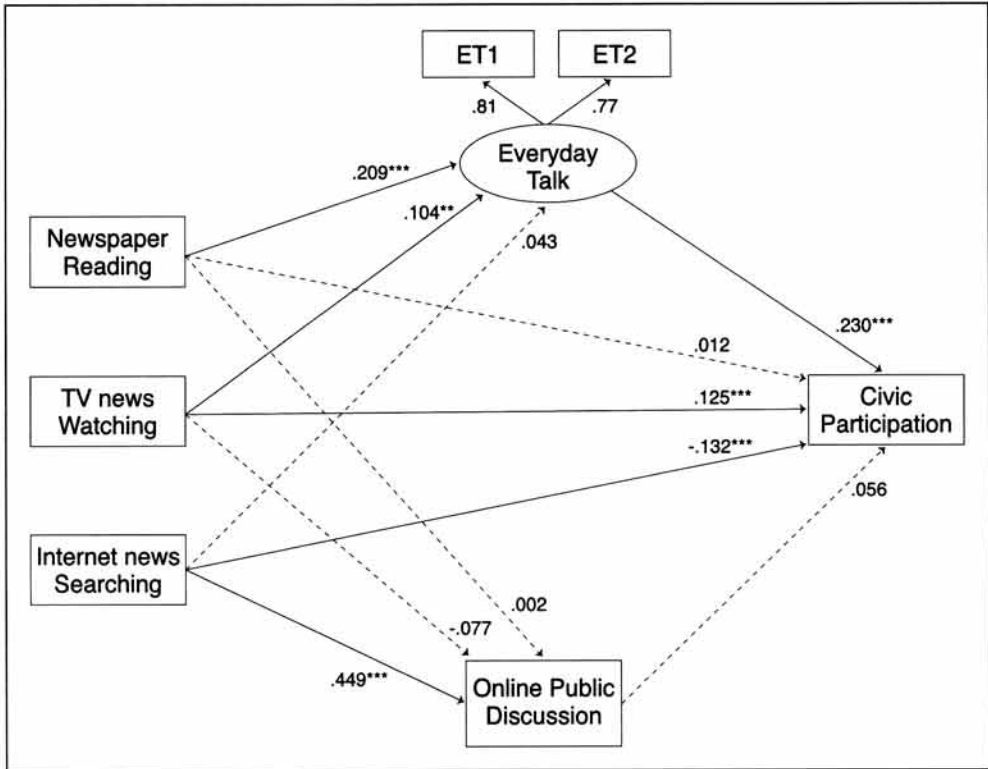 ET1
ET2
.81
.77
Everyday
Talk
.209***
.104**
.043
Newspaper
Reading
.012
.230***
TV news
Watching
.125***
Civic
Participation
-.132***
.056
Internet news
Searching
.002
-.077
.449***
Online Public
Discussion